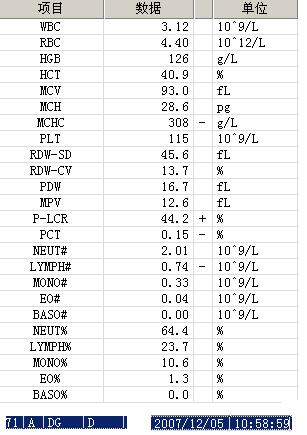 项目 数据 单位
WBC 3.12 10^9/L
RBC 4.40 10^12/L
HGB 126 g/L
HCT 40.9 %
MCV 93.0 fL
MCH 28.6 pg
MCHC 308 - g/L
PLT 115 10^9/L
RDW-SD 45.6 fL
RDW-CV 13.7 %
PDW 16.7 fL
MPV 12.6 fL
P-LCR 44.2 + %
PCT 0.15 - %
NEUT# 2.01 10^9/L
LYMPH# 0.74 - 10^9/L
MONO# 0.33 10^9/L
EO# 0.04 10^9/L
BASO# 0.00 10^9/L
NEUT% 64.4 %
LYMPH% 23.7 %
MONO% 10.6 %
EO% 1.3 %
BASO% 0.0 %
71 A DG D 2007/12/05 10:58:59